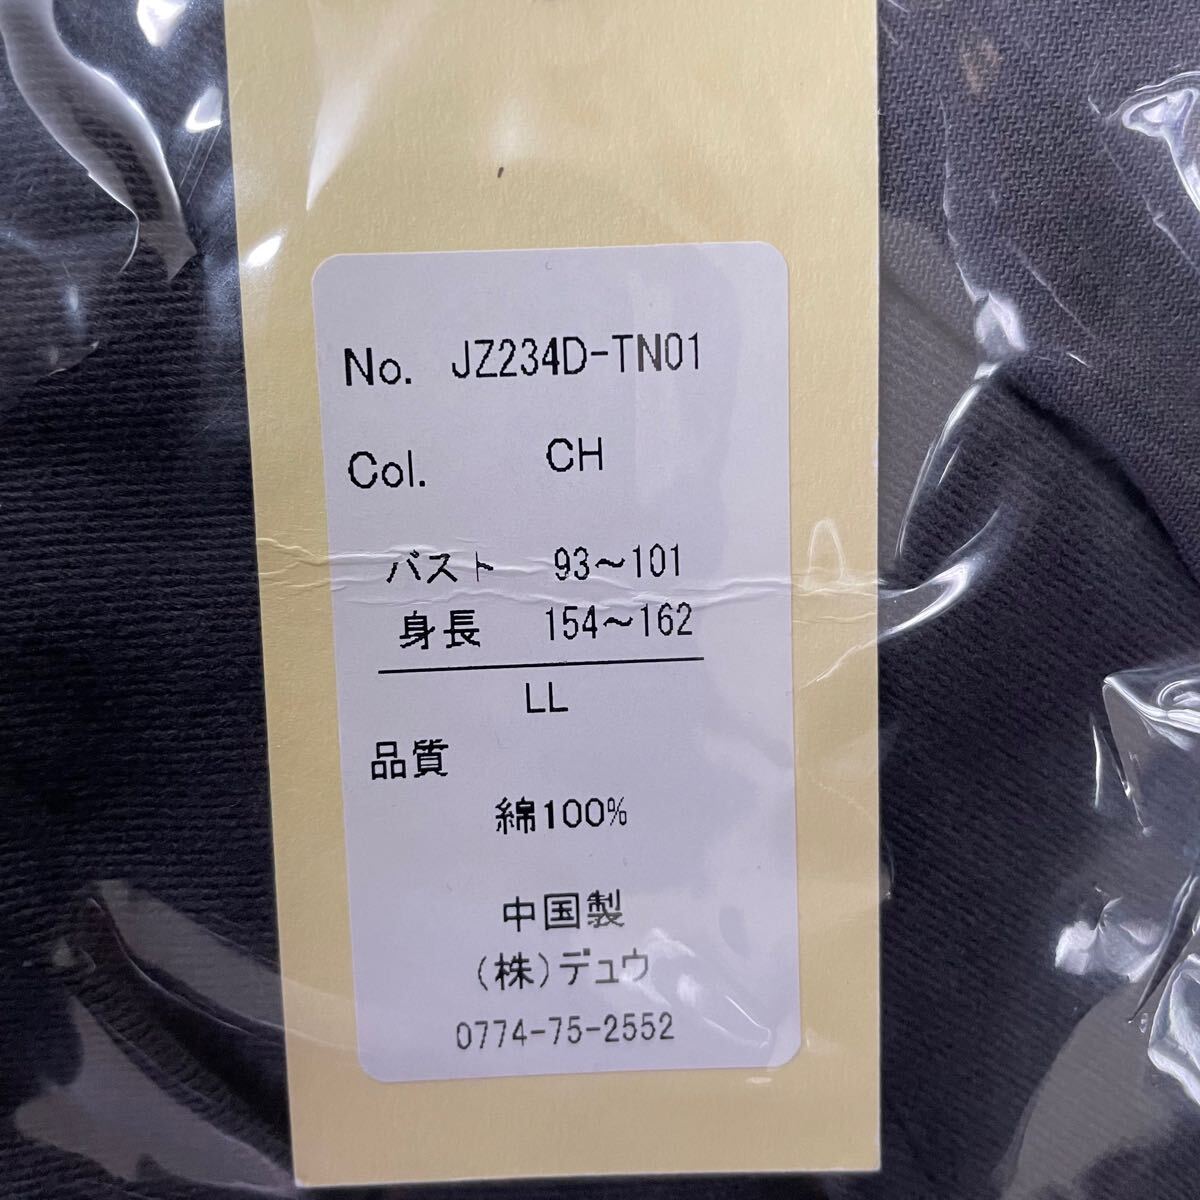 No. JZ234D-TN01
Col. CH
バスト 93～101
身長 154～162
LL
品質
綿100%
中国製
(株)デュウ
0774-75-2552